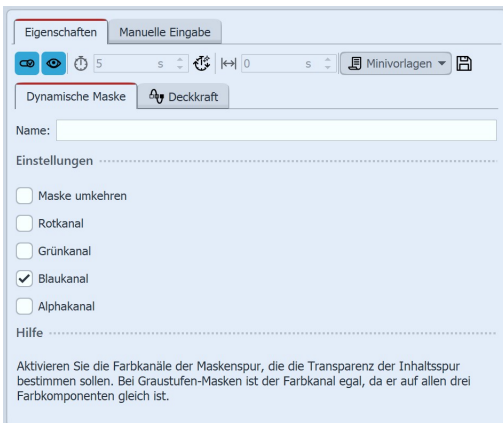 Eigenschaften Manuelle Eingabe
5 s 0 s Minivorlagen
Dynamische Maske Deckkraft
Name:
Einstellungen
Maske umkehren
Rotkanal
Grünkanal
Blaukanal
Alphakanal
Hilfe
Aktivieren Sie die Farbkanäle der Maskenspur, die die Transparenz der Inhaltsspur
bestimmen sollen. Bei Graustufen-Masken ist der Farbkanal egal, da er auf allen drei
Farbkomponenten gleich ist.